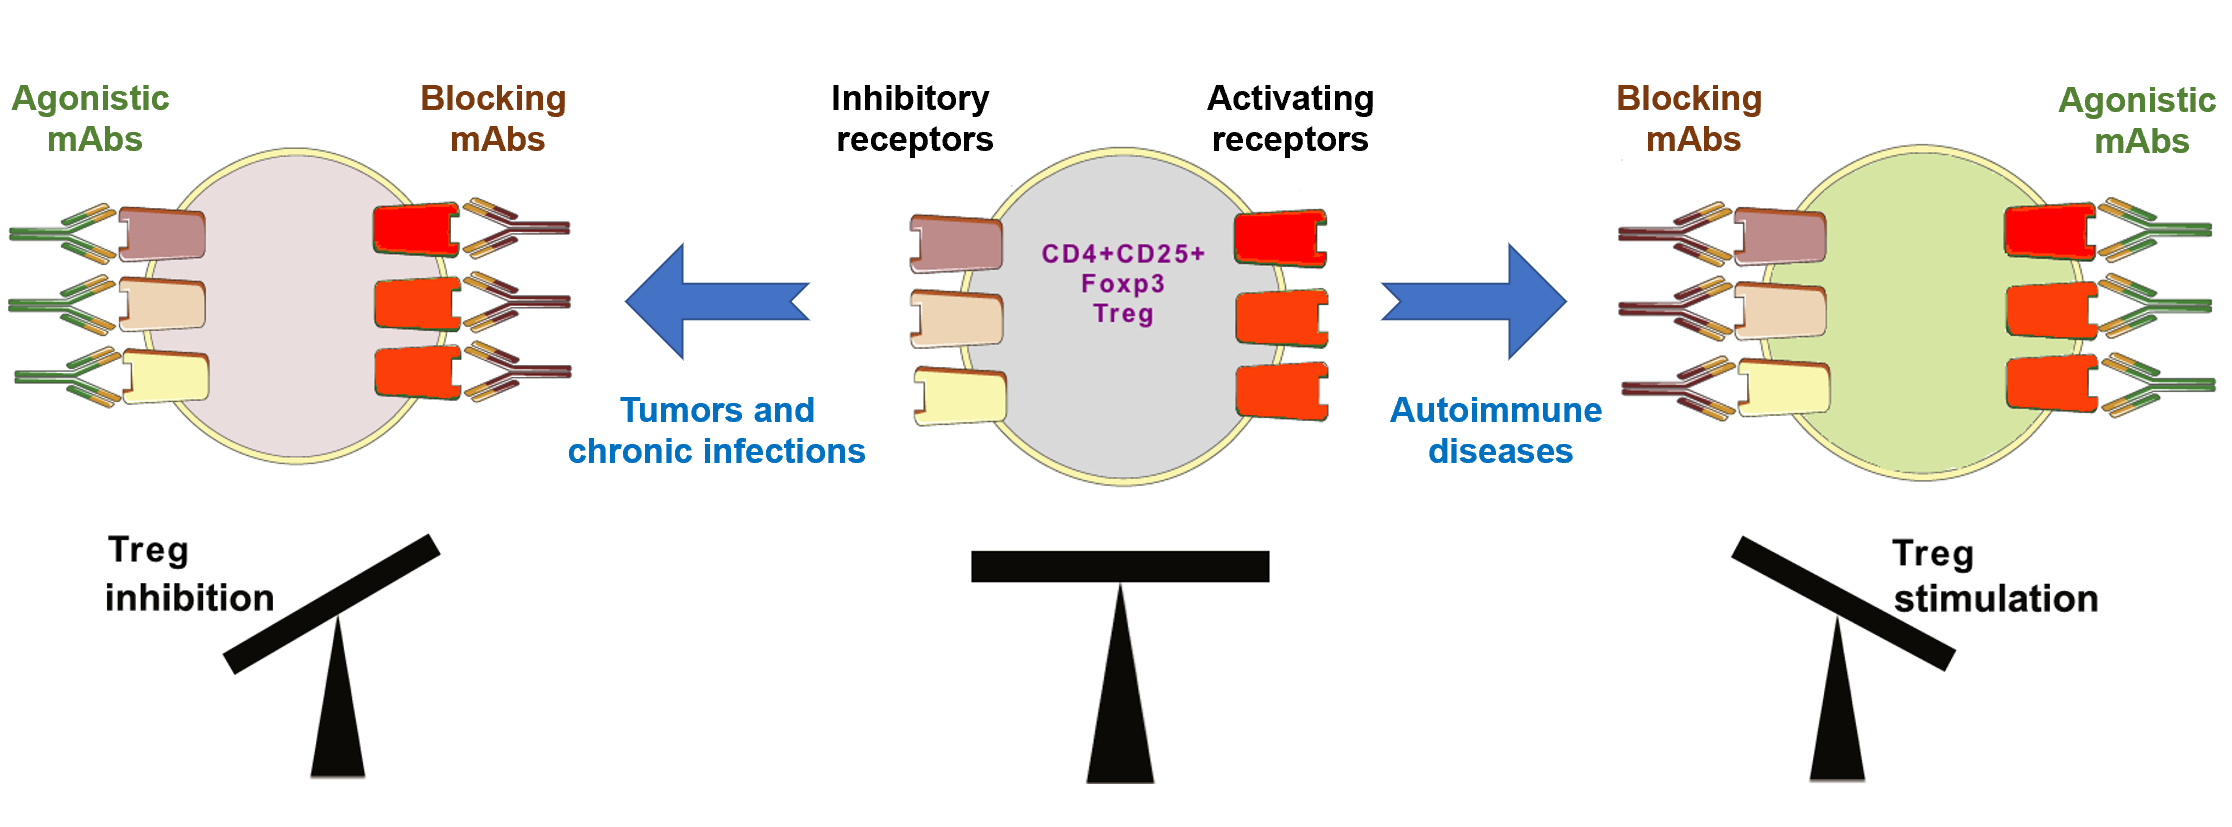 Agonistic
mAbs
Blocking
mAbs
Inhibitory
receptors
Activating
receptors
Blocking
mAbs
Agonistic
mAbs
CD4+CD25+
Foxp3
Treg
Tumors and
chronic infections
Autoimmune
diseases
Treg
inhibition
Treg
stimulation